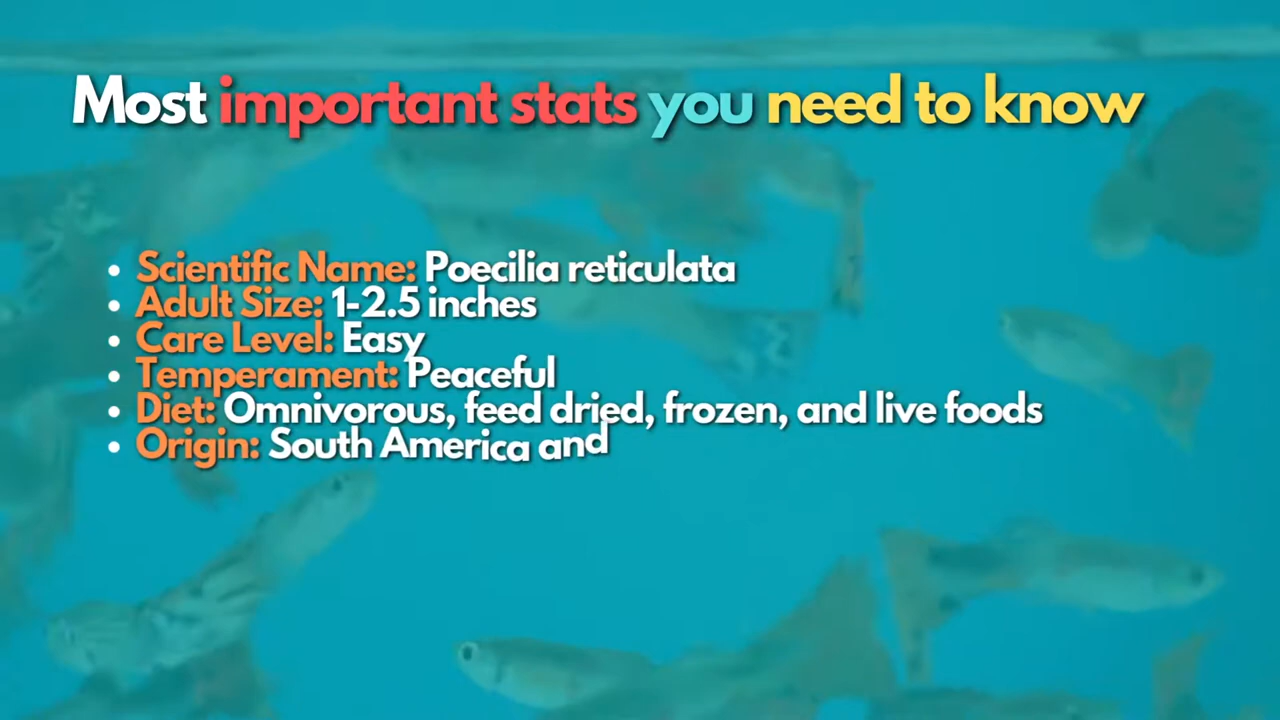 Most important stats you need to know
• Scientific Name: Poecilia reticulata
• Adult Size: 1-2.5 inches
• Care Level: Easy
• Temperament: Peaceful
• Diet: Omnivorous, feed dried, frozen, and live foods
• Origin: South America and